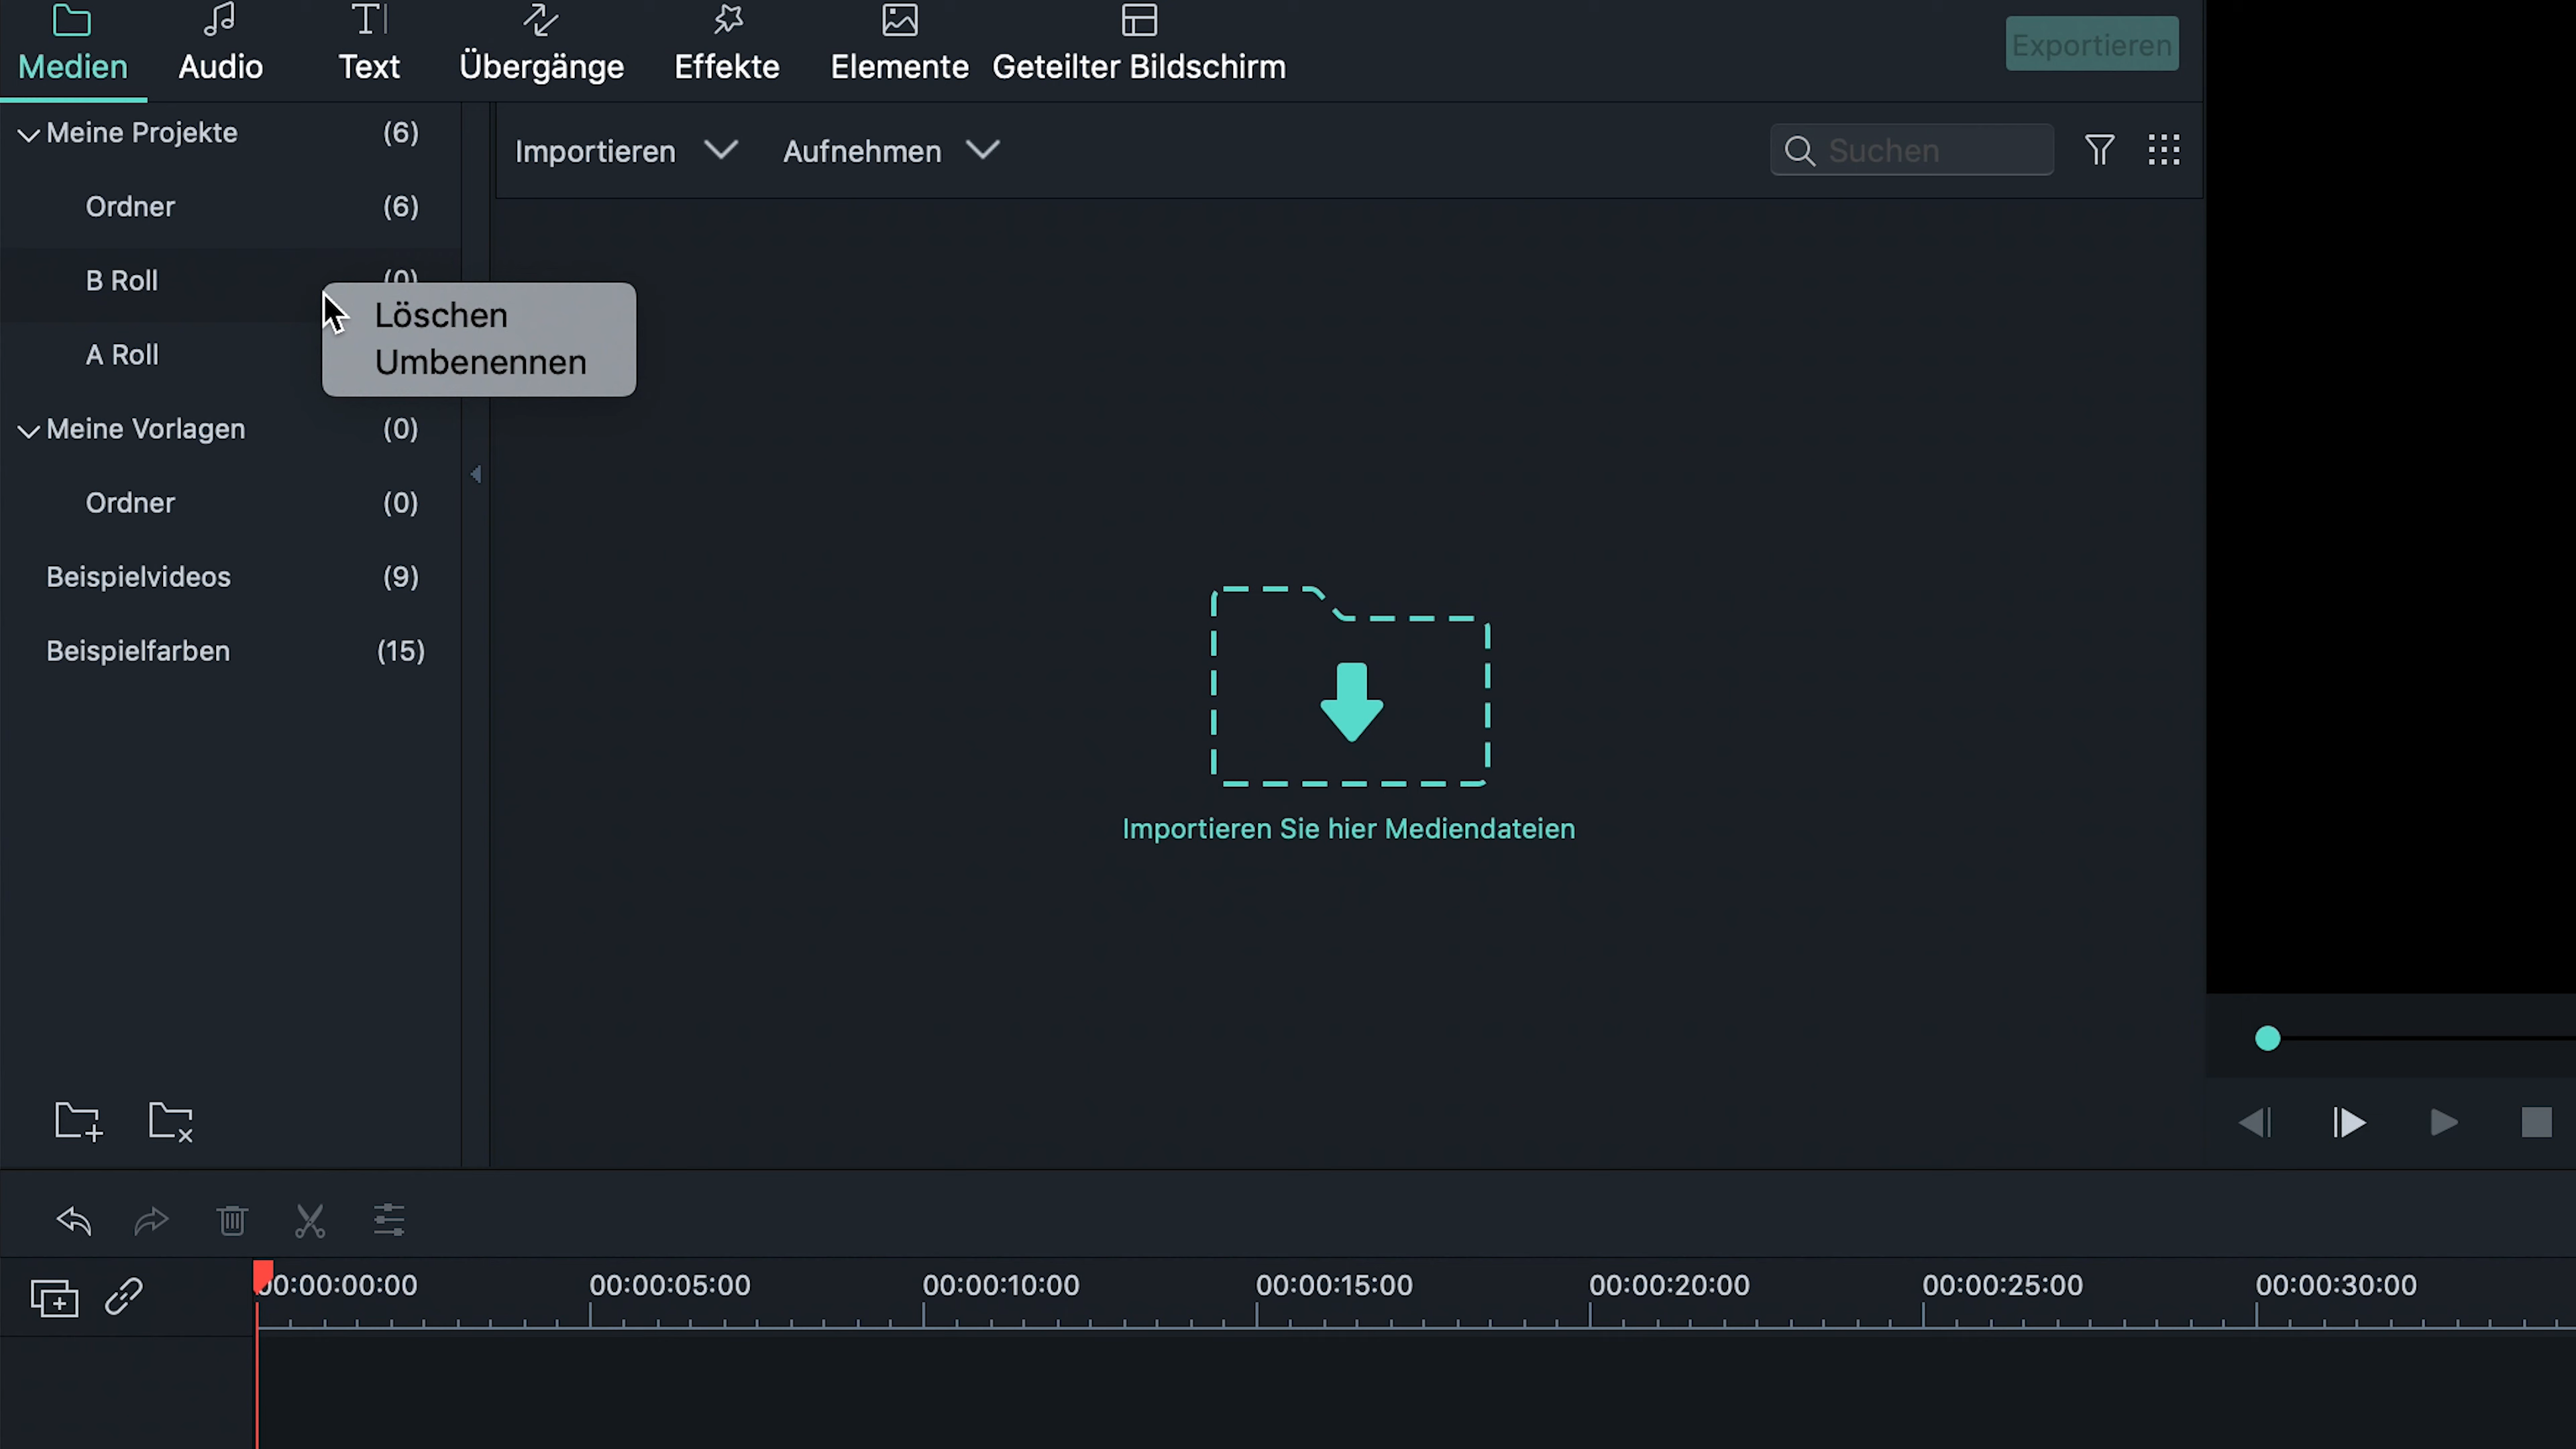 Medien Audio Text Übergänge Effekte Elemente Geteilter Bildschirm Exportieren
Meine Projekte (6)
Importieren Aufnehmen Suchen
Ordner (6)
B Roll (0)
Löschen
Umbenennen
A Roll
Meine Vorlagen (0)
Ordner (0)
Beispielvideos (9)
Beispielfarben (15)
Importieren Sie hier Mediendateien
00:00:00:00 00:00:05:00 00:00:10:00 00:00:15:00 00:00:20:00 00:00:25:00 00:00:30:00